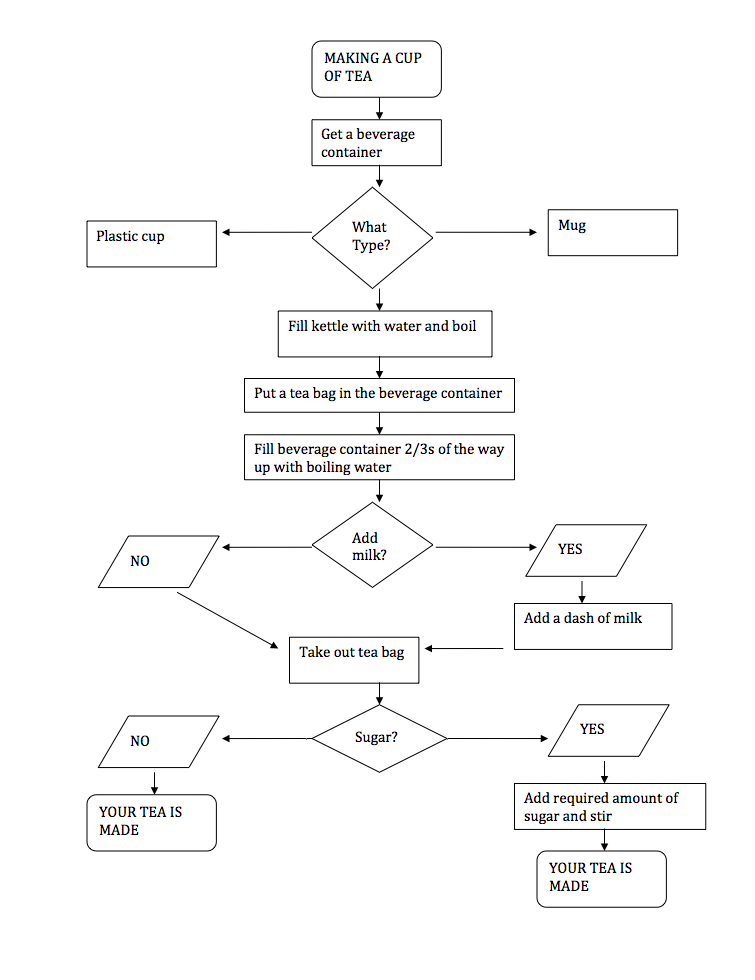 MAKING A CUP
OF TEA
Get a beverage
container
What
Type?
Plastic cup
Mug
Fill kettle with water and boil
Put a tea bag in the beverage container
Fill beverage container 2/3s of the way
up with boiling water
Add
milk?
NO
YES
Add a dash of milk
Take out tea bag
Sugar?
NO
YES
YOUR TEA IS
MADE
Add required amount of
sugar and stir
YOUR TEA IS
MADE